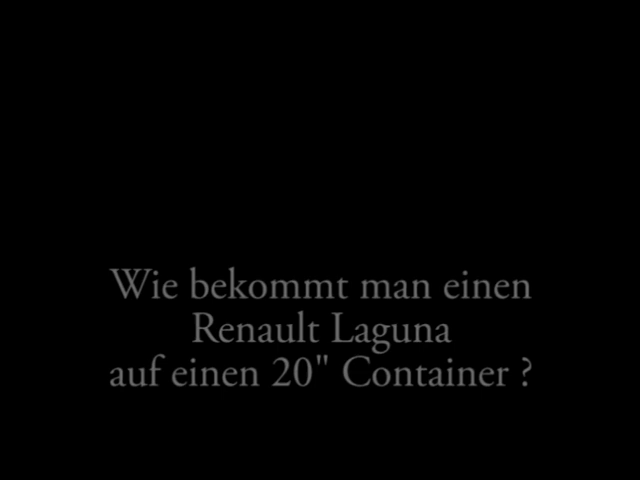 Wie bekommt man einen
Renault Laguna
auf einen 20" Container ?